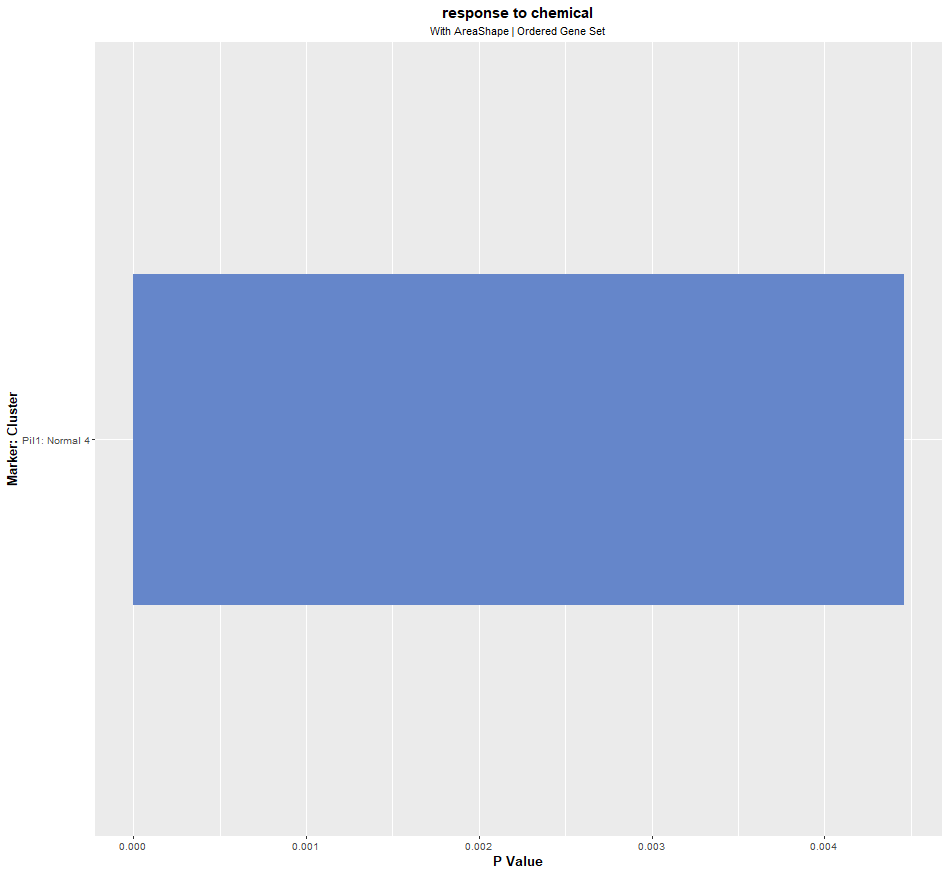 response to chemical
With AreaShape | Ordered Gene Set
Marker: Cluster
Pil1: Normal 4
0.000
0.001
0.002
0.003
0.004
P Value